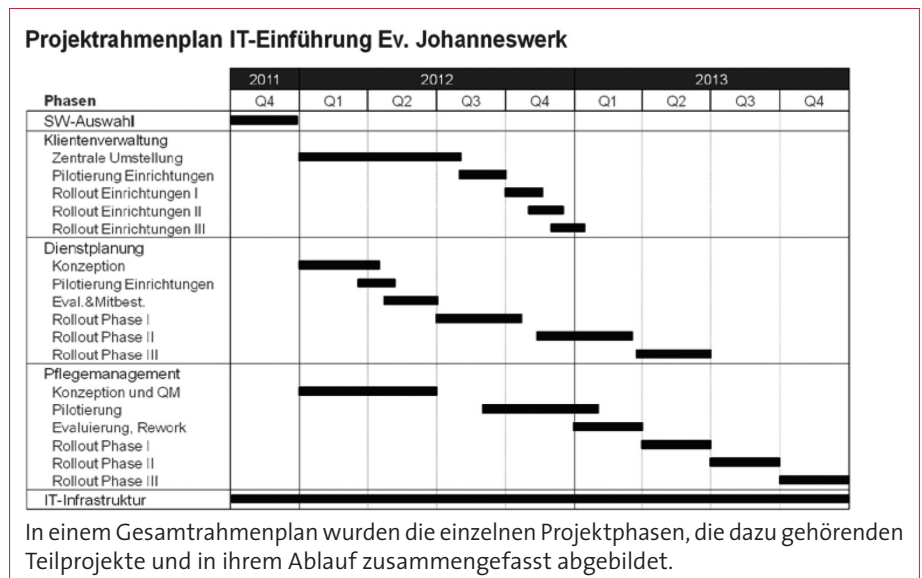 Projektrahmenplan IT-Einführung Ev. Johanneswerk
2011 2012 2013
Phasen Q4 Q1 Q2 Q3 Q4 Q1 Q2 Q3 Q4
SW-Auswahl
Klientenverwaltung
Zentrale Umstellung
Pilotierung Einrichtungen
Rollout Einrichtungen I
Rollout Einrichtungen II
Rollout Einrichtungen III
Dienstplanung
Konzeption
Pilotierung Einrichtungen
Eval.&Mitbest.
Rollout Phase I
Rollout Phase II
Rollout Phase III
Pflegemanagement
Konzeption und QM
Pilotierung
Evaluierung, Rework
Rollout Phase I
Rollout Phase II
Rollout Phase III
IT-Infrastruktur
In einem Gesamtrahmenplan wurden die einzelnen Projektphasen, die dazu gehörenden
Teilprojekte und in ihrem Ablauf zusammengefasst abgebildet.